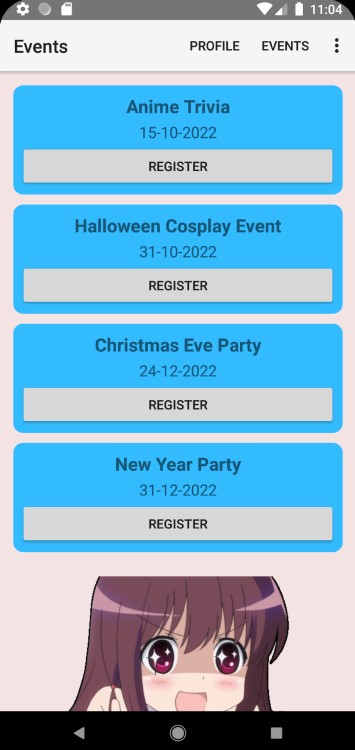 11:04
Events
PROFILE
EVENTS
Anime Trivia
15-10-2022
REGISTER
Halloween Cosplay Event
31-10-2022
REGISTER
Christmas Eve Party
24-12-2022
REGISTER
New Year Party
31-12-2022
REGISTER